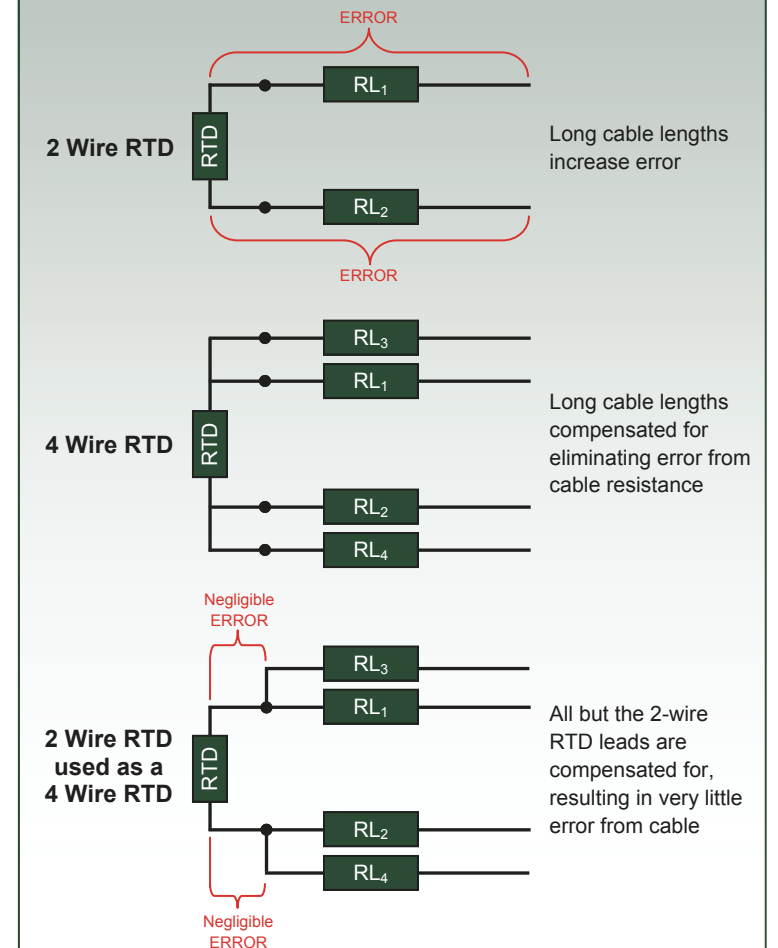 ERROR
RL₁
2 Wire RTD
RTD
Long cable lengths
increase error
RL₂
ERROR
RL₃
RL₁
4 Wire RTD
RTD
Long cable lengths
compensated for
eliminating error from
cable resistance
RL₂
RL₄
Negligible
ERROR
RL₃
RL₁
2 Wire RTD
used as a
4 Wire RTD
RTD
All but the 2-wire
RTD leads are
compensated for,
resulting in very little
error from cable
RL₂
RL₄
Negligible
ERROR